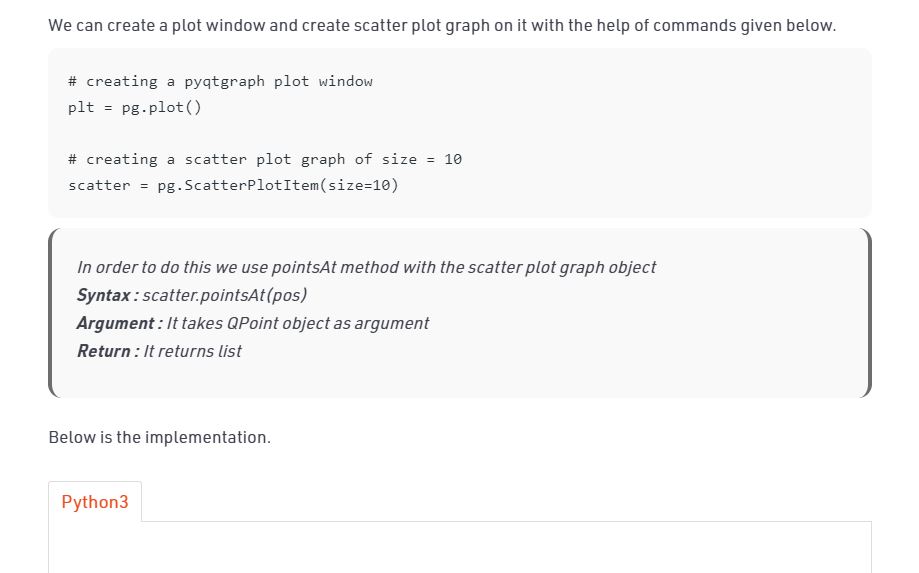 We can create a plot window and create scatter plot graph on it with the help of commands given below.
# creating a pyqtgraph plot window
plt = pg.plot()
# creating a scatter plot graph of size = 10
scatter = pg.ScatterPlotItem(size=10)
In order to do this we use pointsAt method with the scatter plot graph object
Syntax : scatter.pointsAt(pos)
Argument : It takes QPoint object as argument
Return : It returns list
Below is the implementation.
Python3